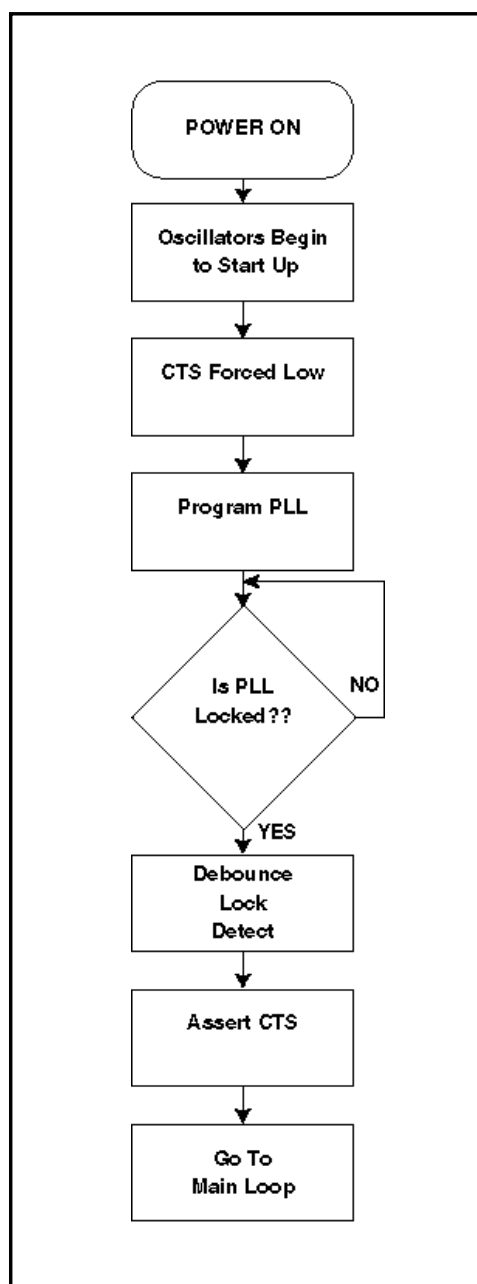 POWER ON
Oscillators Begin
to Start Up
CTS Forced Low
Program PLL
Is PLL
Locked??
NO
YES
Debounce
Lock
Detect
Assert CTS
Go To
Main Loop